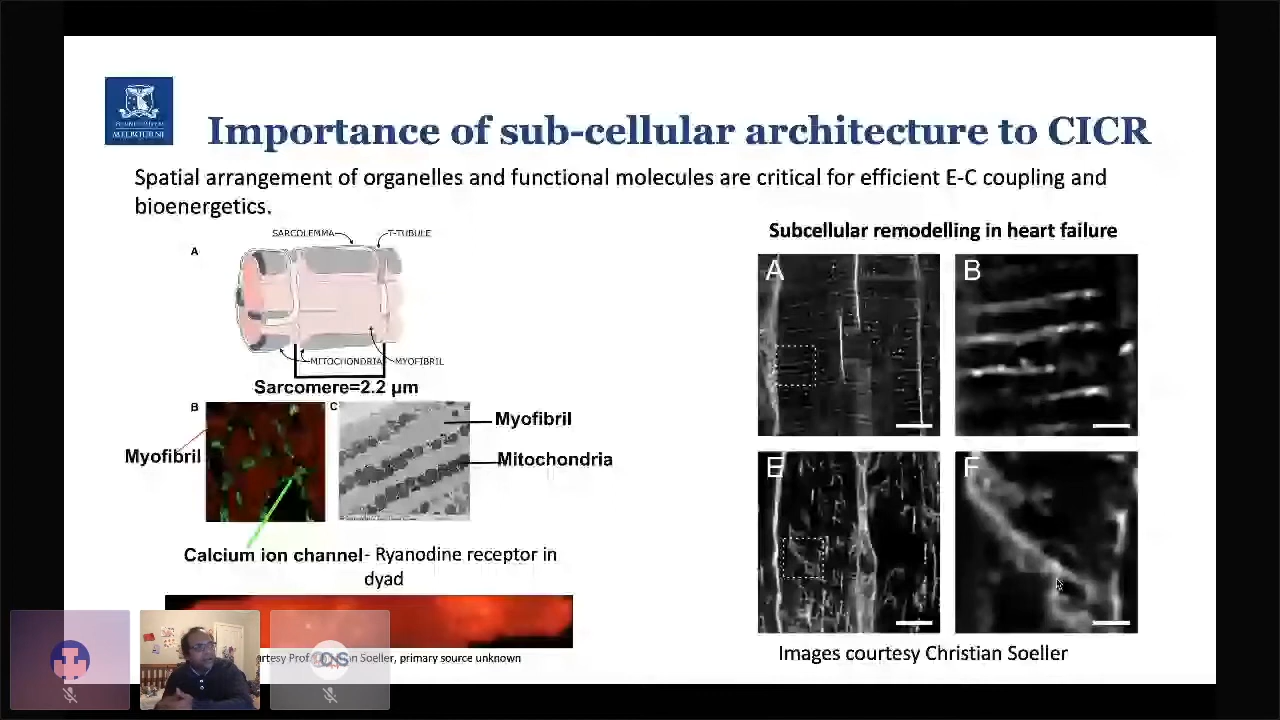 MELBOURNE
Importance of sub-cellular architecture to CICR
Spatial arrangement of organelles and functional molecules are critical for efficient E-C coupling and
bioenergetics.
A
SARCOLEMMA
T-TUBULE
MITOCHONDRIA
MYOFIBRIL
Sarcomere=2.2 μm
B
C
Myofibril
Myofibril
Mitochondria
Calcium ion channel- Ryanodine receptor in
dyad
Soeller, primary source unknown
Subcellular remodelling in heart failure
A
B
E
F
Images courtesy Christian Soeller